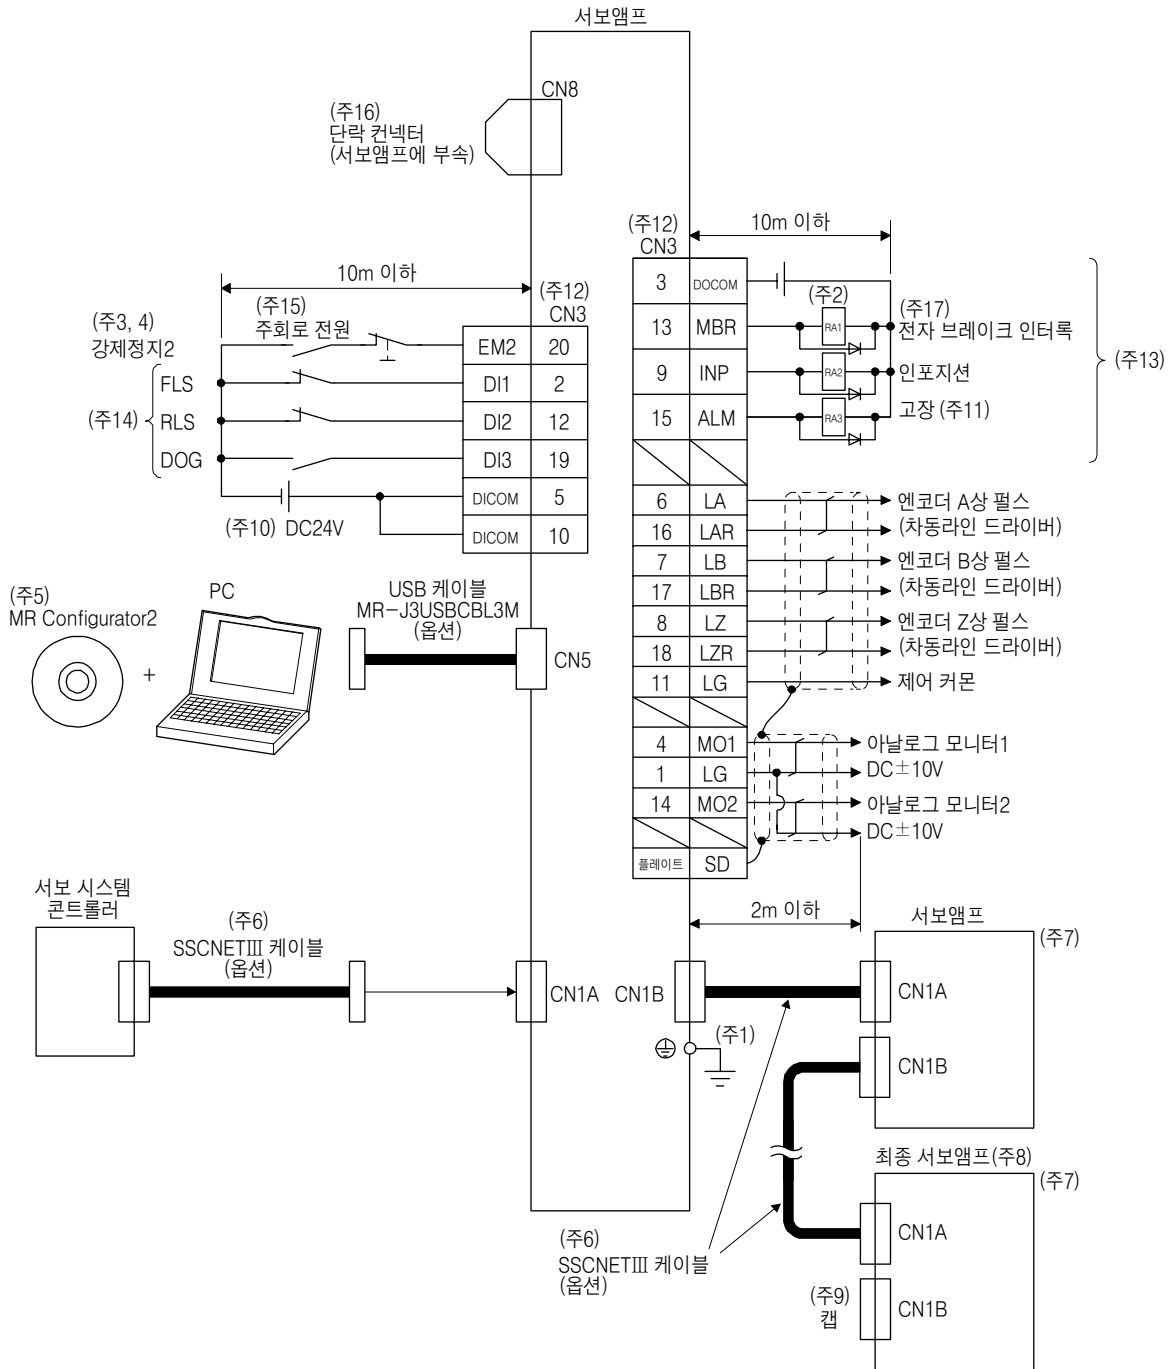 서보앰프
CN8
(주16)
단락 컨넥터
(서보앰프에 부속)
10m 이하
(주12)
CN3
(주15)
주회로 전원
(주3, 4)
강제정지2
EM2 20
FLS
DI1 2
(주14)
RLS
DI2 12
DOG
DI3 19
DICOM 5
(주10) DC24V
DICOM 10
(주12)
CN3
10m 이하
3 DOCOM
(주2)
13 MBR
RA1
(주17)
전자 브레이크 인터록
9 INP
RA2
인포지션
(주13)
15 ALM
RA3
고장 (주11)
6 LA
엔코더 A상 펄스
16 LAR
(차동라인 드라이버)
7 LB
엔코더 B상 펄스
17 LBR
(차동라인 드라이버)
8 LZ
엔코더 Z상 펄스
18 LZR
(차동라인 드라이버)
11 LG
제어 커몬
4 MO1
아날로그 모니터1
1 LG
DC±10V
14 MO2
아날로그 모니터2
DC±10V
플레이트 SD
2m 이하
(주5)
MR Configurator2
+
PC
USB 케이블
MR-J3USBCBL3M
(옵션)
CN5
서보 시스템
콘트롤러
(주6)
SSCNETⅢ 케이블
(옵션)
CN1A
CN1B
(주1)
서보앰프
(주7)
CN1A
CN1B
최종 서보앰프(주8)
(주7)
CN1A
(주6)
SSCNETⅢ 케이블
(옵션)
(주9)
캡
CN1B